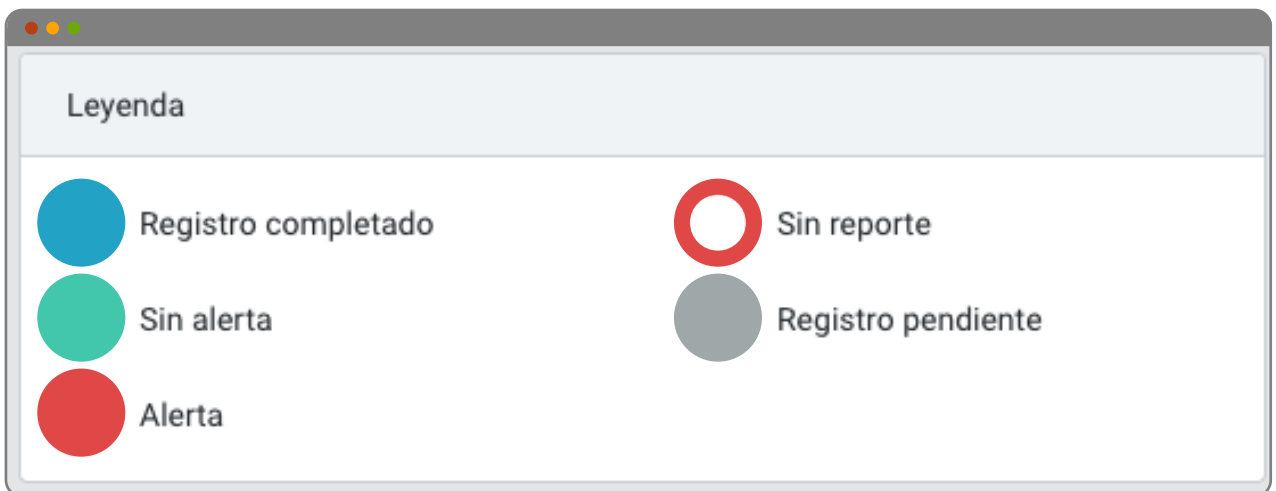 Leyenda
Registro completado
Sin reporte
Sin alerta
Registro pendiente
Alerta